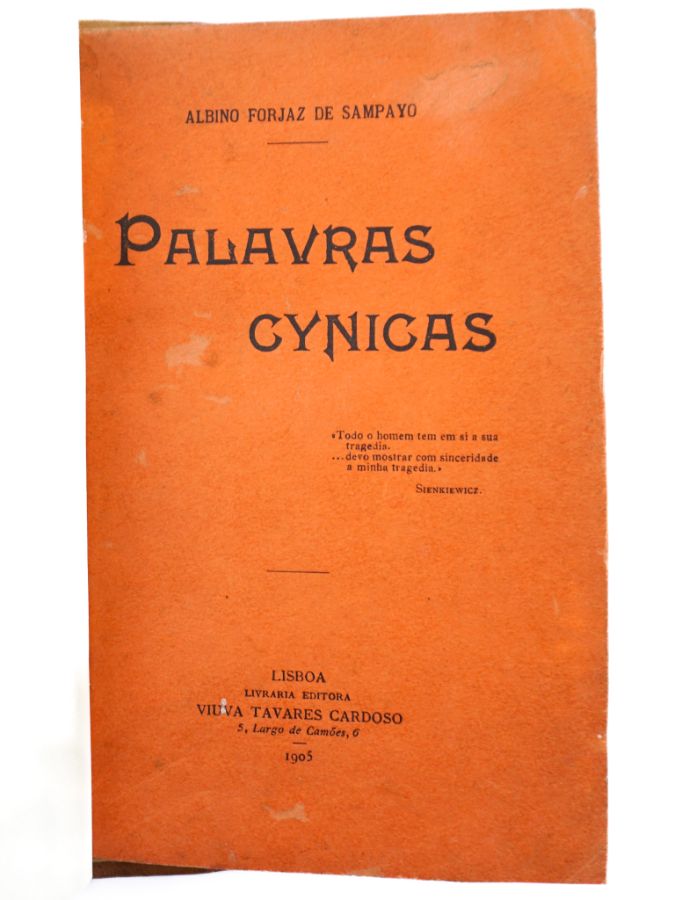 ALBINO FORJAZ DE SAMPAYO
PALAVRAS
CYNICAS
«Todo o homem tem em si a sua
tragedia.
...devo mostrar com sinceridade
a minha tragedia.»
SIENKIEWICZ.
LISBOA
LIVRARIA EDITORA
VIUVA TAVARES CARDOSO
5, Largo de Camões, 6
1905